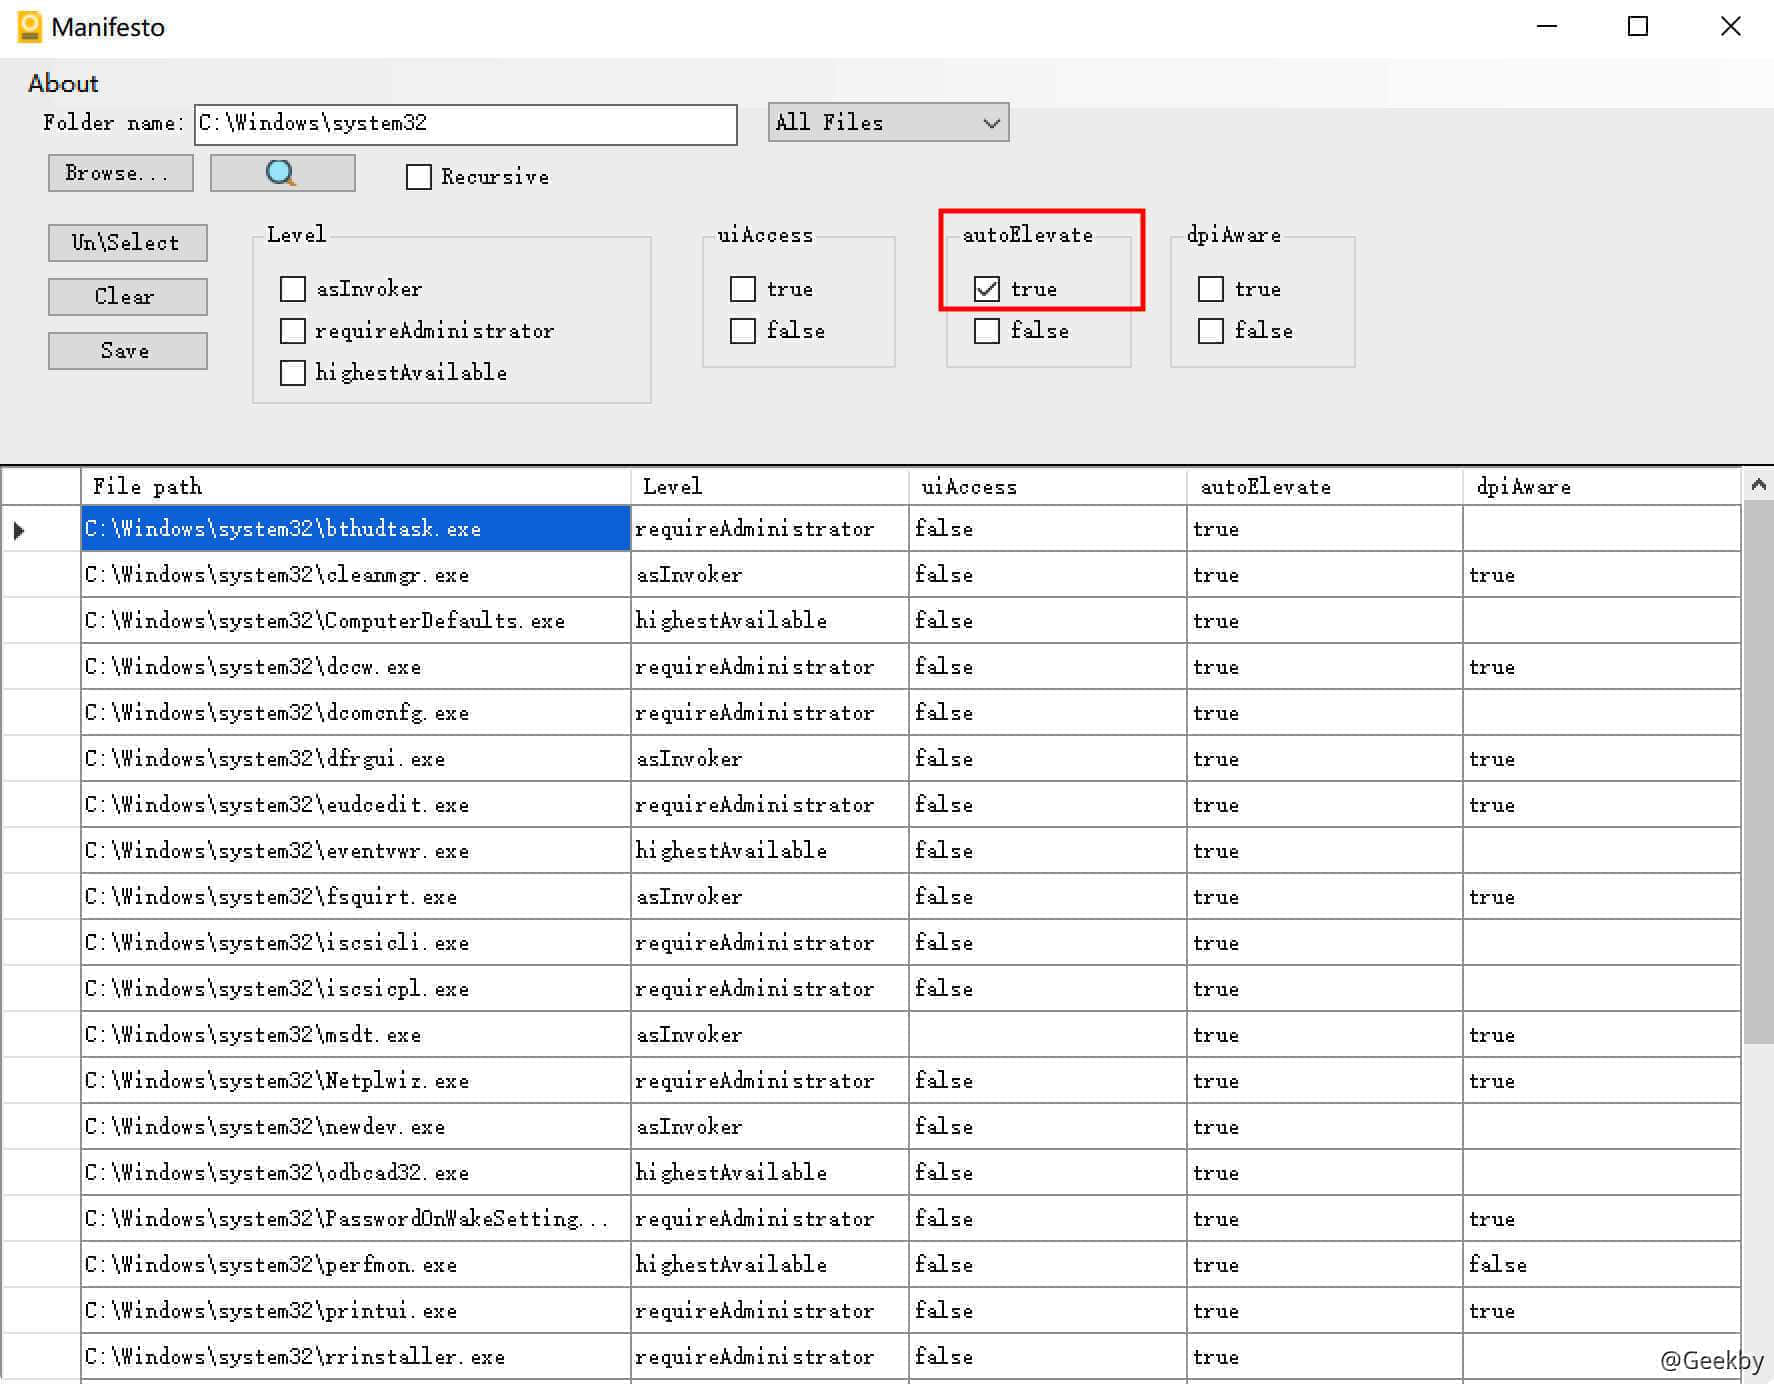 Manifesto
About
Folder name: C:\Windows\system32 All Files
Browse... Recursive
Un\Select Clear Save
Level
asInvoker
requireAdministrator
highestAvailable
uiAccess
true
false
autoElevate
true
false
dpiAware
true
false
File path Level uiAccess autoElevate dpiAware
C:\Windows\system32\bthudtask.exe requireAdministrator false true
C:\Windows\system32\cleanmgr.exe asInvoker false true true
C:\Windows\system32\ComputerDefaults.exe highestAvailable false true
C:\Windows\system32\dccw.exe requireAdministrator false true true
C:\Windows\system32\dcomcnfg.exe requireAdministrator false true
C:\Windows\system32\dfrgui.exe asInvoker false true true
C:\Windows\system32\eudcedit.exe requireAdministrator false true true
C:\Windows\system32\eventvwr.exe highestAvailable false true
C:\Windows\system32\fsquirt.exe asInvoker false true true
C:\Windows\system32\iscsicli.exe requireAdministrator false true
C:\Windows\system32\iscsicpl.exe requireAdministrator false true
C:\Windows\system32\msdt.exe asInvoker true true
C:\Windows\system32\Netplwiz.exe requireAdministrator false true true
C:\Windows\system32\newdev.exe asInvoker false true
C:\Windows\system32\odbcad32.exe highestAvailable false true
C:\Windows\system32\PasswordOnWakeSetting... requireAdministrator false true true
C:\Windows\system32\perfmon.exe highestAvailable false true false
C:\Windows\system32\printui.exe requireAdministrator false true true
C:\Windows\system32\rrinstaller.exe requireAdministrator false true
@Geekby